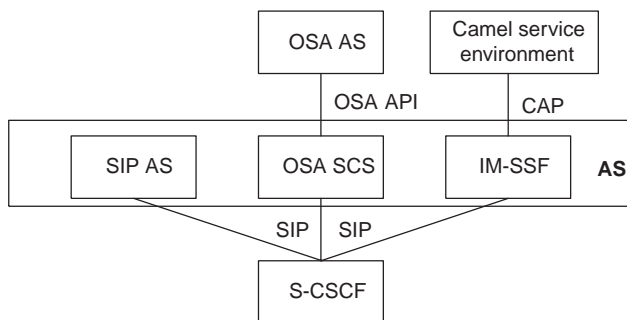 OSA AS
Camel service
environment
OSA API
CAP
SIP AS
OSA SCS
IM-SSF
AS
SIP
SIP
S-CSCF